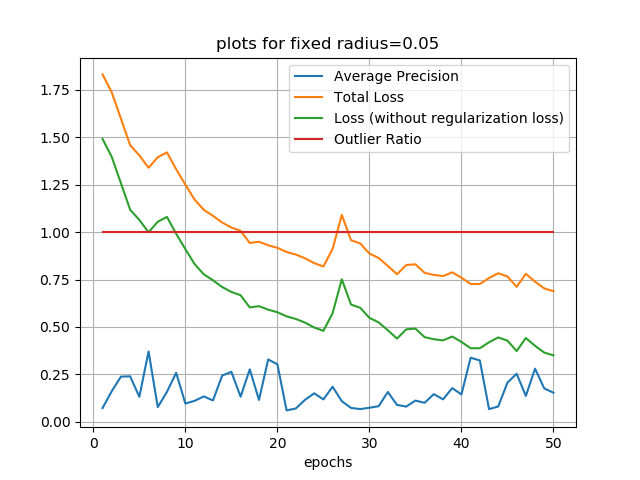 plots for fixed radius=0.05
Average Precision
Total Loss
Loss (without regularization loss)
Outlier Ratio
1.75
1.50
1.25
1.00
0.75
0.50
0.25
0.00
0 10 20 30 40 50
epochs